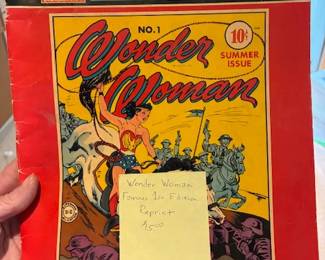 NO.1
10¢
SUMMER
ISSUE
Wonder
Woman
Wonder Woman
Famous 1st Edition
Reprint